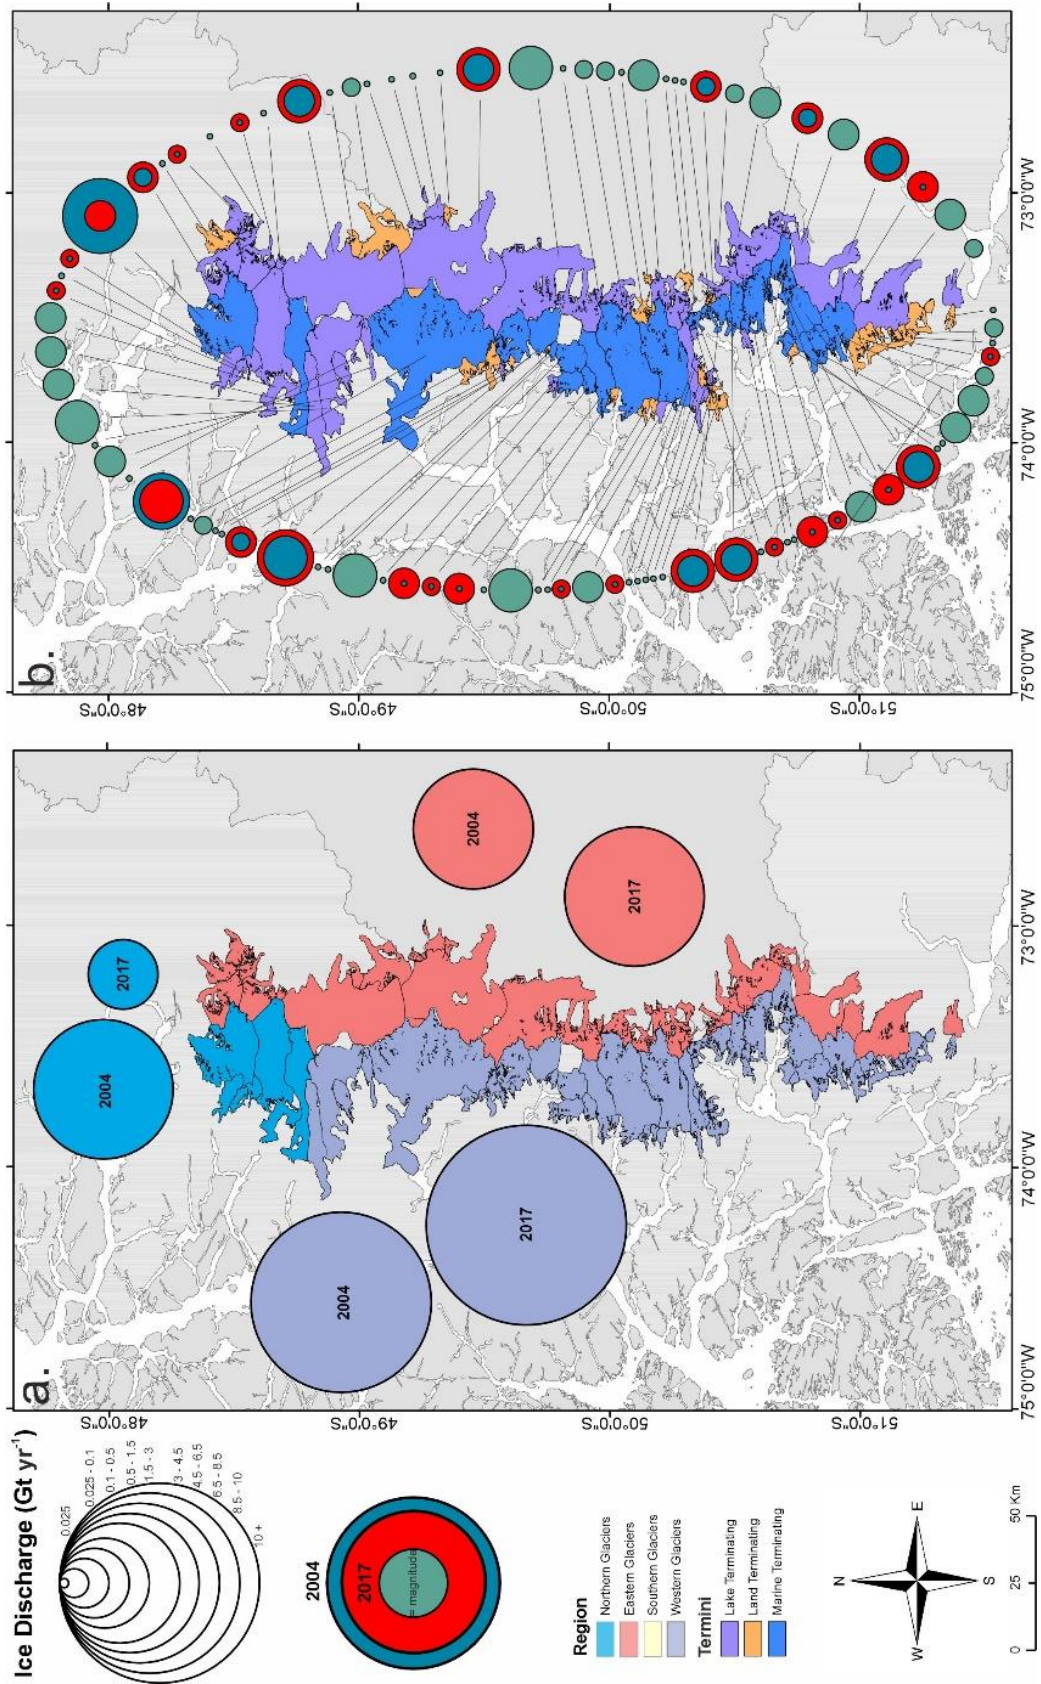 Ice Discharge (Gt yr-1)
0.025
0.025 - 0.1
0.1 - 0.5
0.5 - 1.5
1.5 - 3
3 - 4.5
4.5 - 6.5
6.5 - 8.5
8.5 - 10
10 +
2004
2017
= magnitude
Region
Northern Glaciers
Eastern Glaciers
Southern Glaciers
Western Glaciers
Termini
Lake Terminating
Land Terminating
Marine Terminating
N
W
E
S
0
25
50 Km
a.
48°0'0"S
49°0'0"S
50°0'0"S
51°0'0"S
75°0'0"W
74°0'0"W
73°0'0"W
2004
2017
2004
2017
2004
2017
b.
48°0'0"S
49°0'0"S
50°0'0"S
51°0'0"S
75°0'0"W
74°0'0"W
73°0'0"W